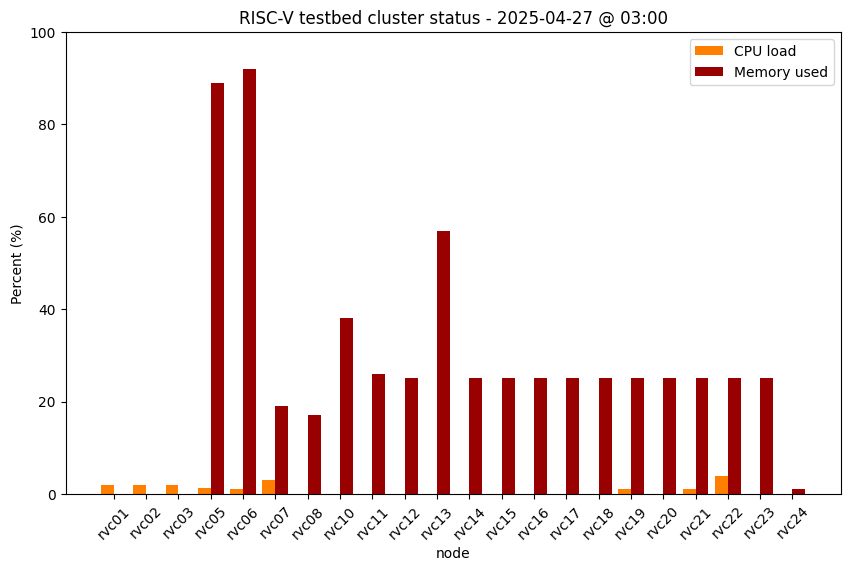 RISC-V testbed cluster status - 2025-04-27 @ 03:00
CPU load
Memory used
Percent (%)
100
80
60
40
20
0
rvc01 rvc02 rvc03 rvc05 rvc06 rvc07 rvc08 rvc10 rvc11 rvc12 rvc13 rvc14 rvc15 rvc16 rvc17 rvc18 rvc19 rvc20 rvc21 rvc22 rvc23 rvc24
node